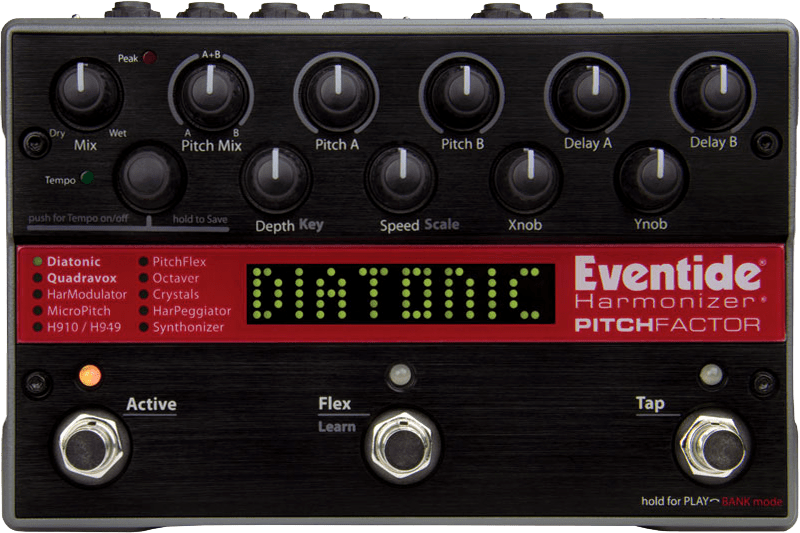 Peak
A+B
Dry
Wet
Mix
A
B
Pitch Mix
Pitch A
Pitch B
Delay A
Delay B
Tempo
push for Tempo on/off
hold to Save
Depth Key
Speed Scale
Xnob
Ynob
Diatonic
Quadravox
HarModulator
MicroPitch
H910 / H949
PitchFlex
Octaver
Crystals
HarPeggiator
Synthonizer
DIATONIC
Eventide®
Harmonizer®
PITCHFACTOR
Active
Flex
Learn
Tap
hold for PLAY BANK mode